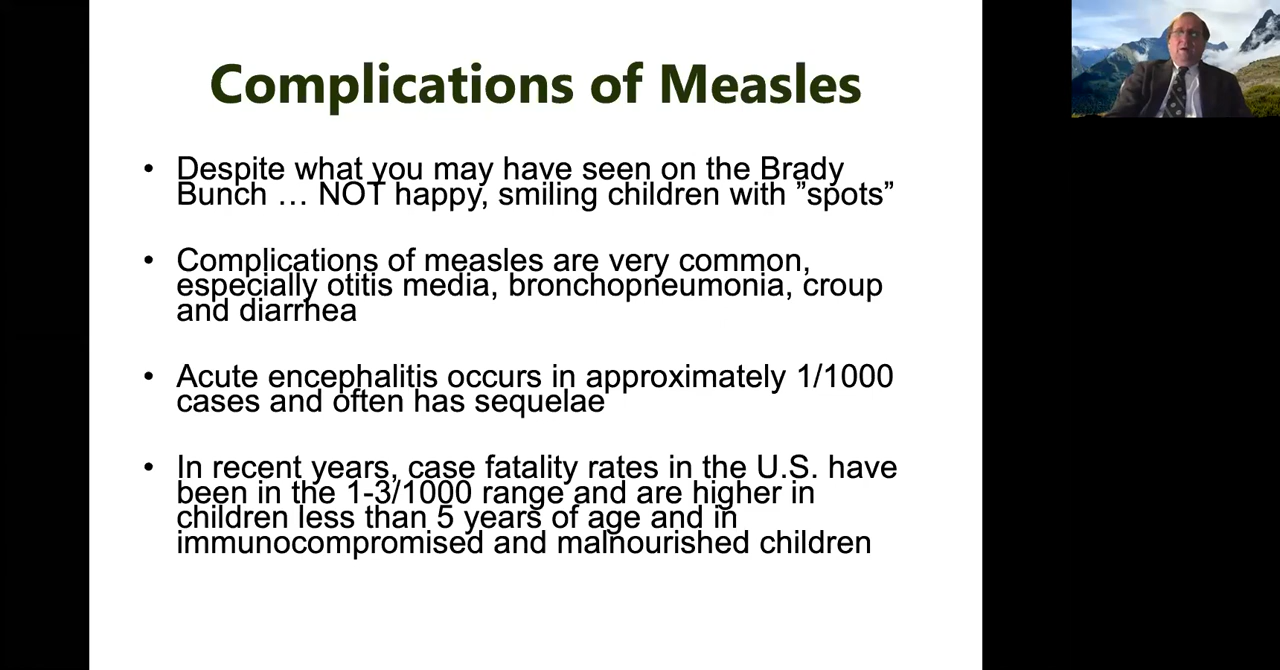 Complications of Measles
• Despite what you may have seen on the Brady
Bunch … NOT happy, smiling children with ”spots”
• Complications of measles are very common,
especially otitis media, bronchopneumonia, croup
and diarrhea
• Acute encephalitis occurs in approximately 1/1000
cases and often has sequelae
• In recent years, case fatality rates in the U.S. have
been in the 1-3/1000 range and are higher in
children less than 5 years of age and in
immunocompromised and malnourished children